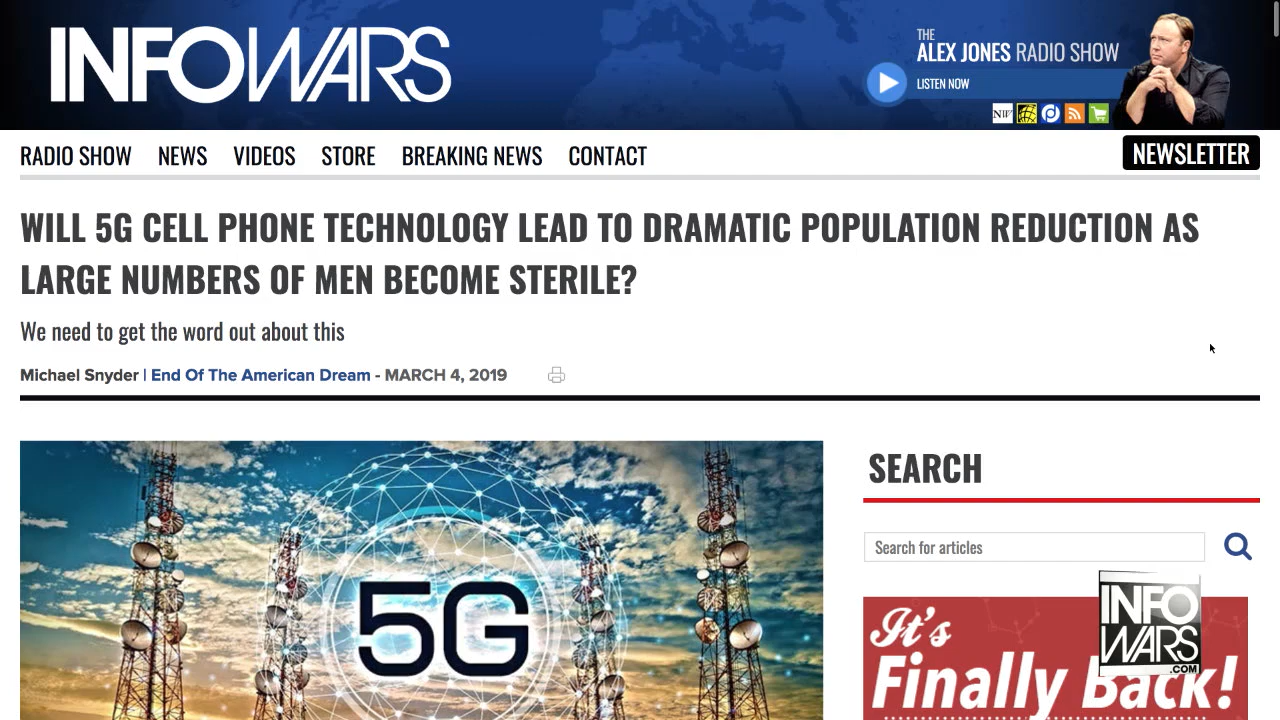 INFOWARS
THE
ALEX JONES RADIO SHOW
LISTEN NOW
NW
RADIO SHOW NEWS VIDEOS STORE BREAKING NEWS CONTACT
NEWSLETTER
WILL 5G CELL PHONE TECHNOLOGY LEAD TO DRAMATIC POPULATION REDUCTION AS
LARGE NUMBERS OF MEN BECOME STERILE?
We need to get the word out about this
Michael Snyder | End Of The American Dream - MARCH 4, 2019
5G
SEARCH
Search for articles
It's
Finally Back!
INFO
WARS
.COM